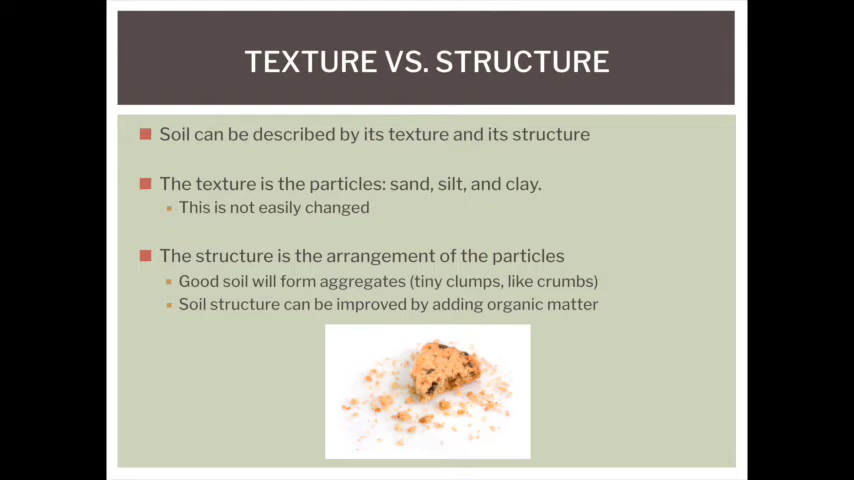 TEXTURE VS. STRUCTURE
Soil can be described by its texture and its structure
The texture is the particles: sand, silt, and clay.
This is not easily changed
The structure is the arrangement of the particles
Good soil will form aggregates (tiny clumps, like crumbs)
Soil structure can be improved by adding organic matter